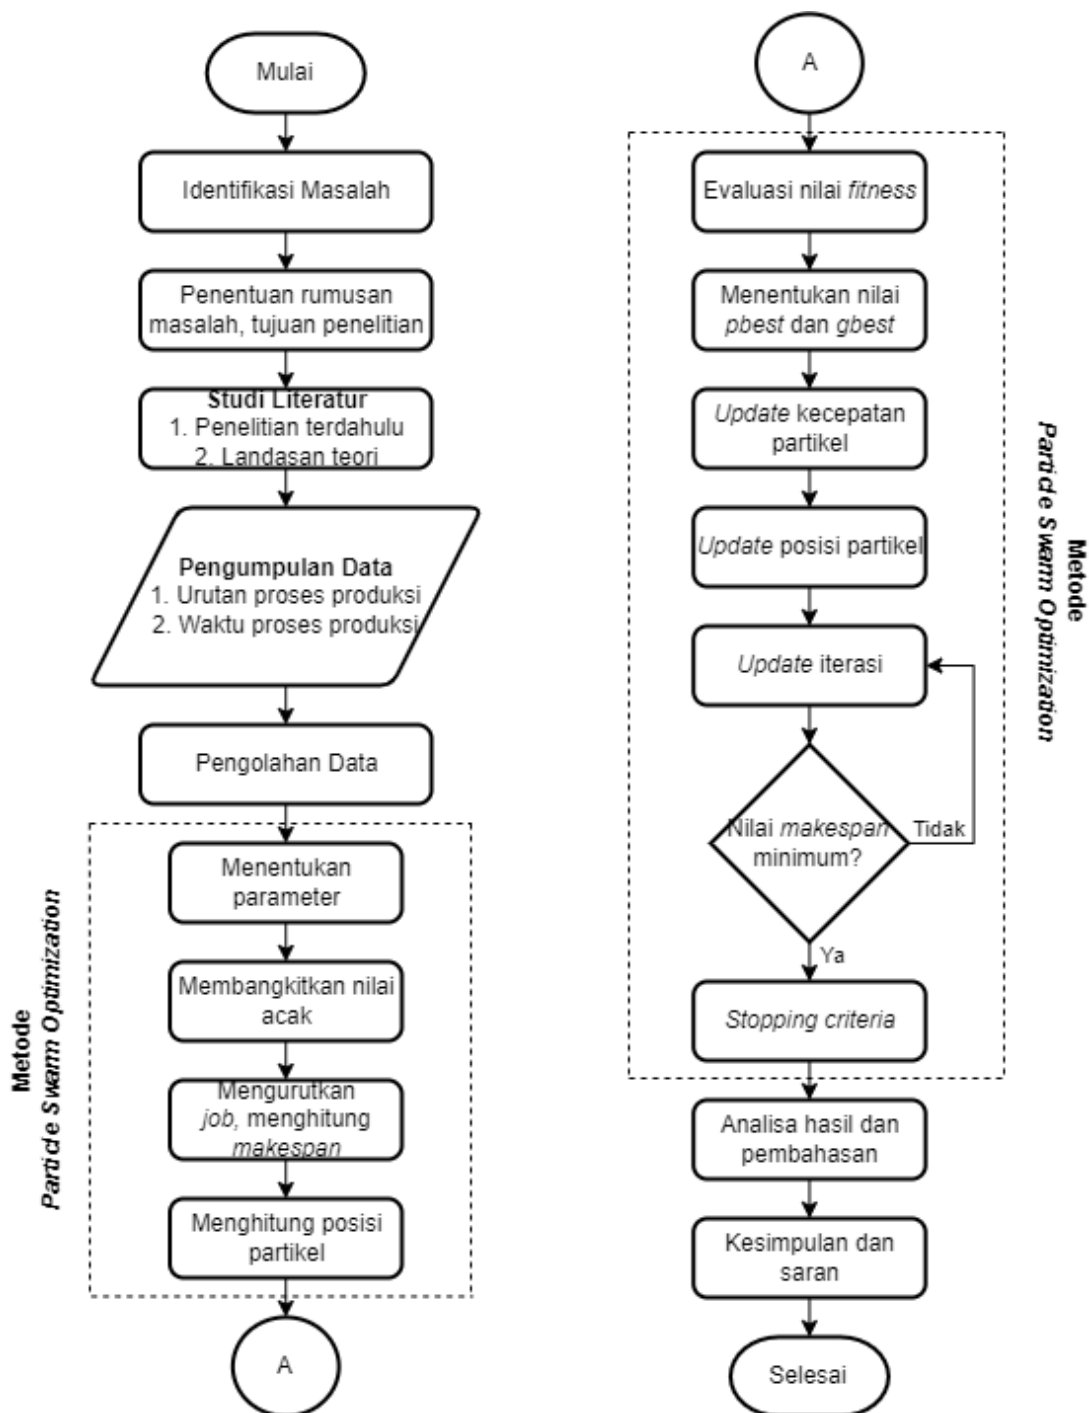 Mulai
Identifikasi Masalah
Penentuan rumusan
masalah, tujuan penelitian
Studi Literatur
1. Penelitian terdahulu
2. Landasan teori
Pengumpulan Data
1. Urutan proses produksi
2. Waktu proses produksi
Pengolahan Data
Menentukan
parameter
Membangkitkan nilai
acak
Mengurutkan
job, menghitung
makespan
Menghitung posisi
partikel
Metode
Particle Swarm Optimization
A
A
Evaluasi nilai fitness
Menentukan nilai
pbest dan gbest
Update kecepatan
partikel
Update posisi partikel
Update iterasi
Nilai makespan
minimum?
Tidak
Ya
Stopping criteria
Metode
Particle Swarm Optimization
Analisa hasil dan
pembahasan
Kesimpulan dan
saran
Selesai